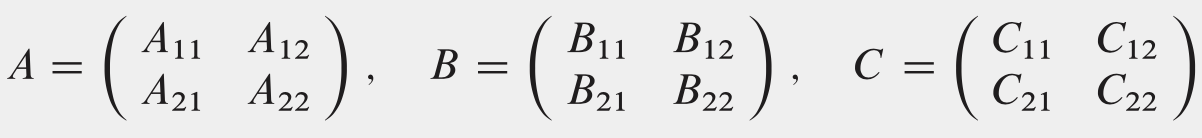 A = ( A₁₁ A₁₂ ; A₂₁ A₂₂ ), B = ( B₁₁ B₁₂ ; B₂₁ B₂₂ ), C = ( C₁₁ C₁₂ ; C₂₁ C₂₂ )